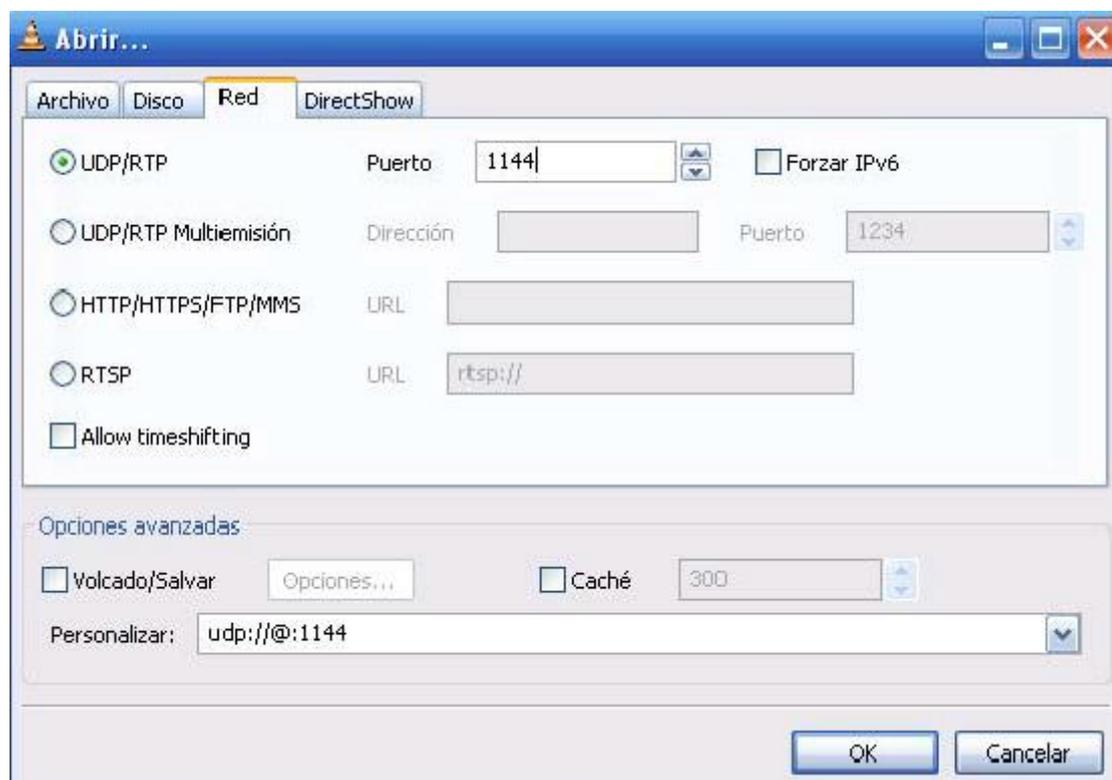 Abrir...
Archivo Disco Red DirectShow
UDP/RTP Puerto 1144 Forzar IPv6
UDP/RTP Multiemisión Dirección Puerto 1234
HTTP/HTTPS/FTP/MMS URL
RTSP URL rtsp://
Allow timeshifting
Opciones avanzadas
Volcado/Salvar Opciones... Caché 300
Personalizar: udp://@:1144
OK Cancelar